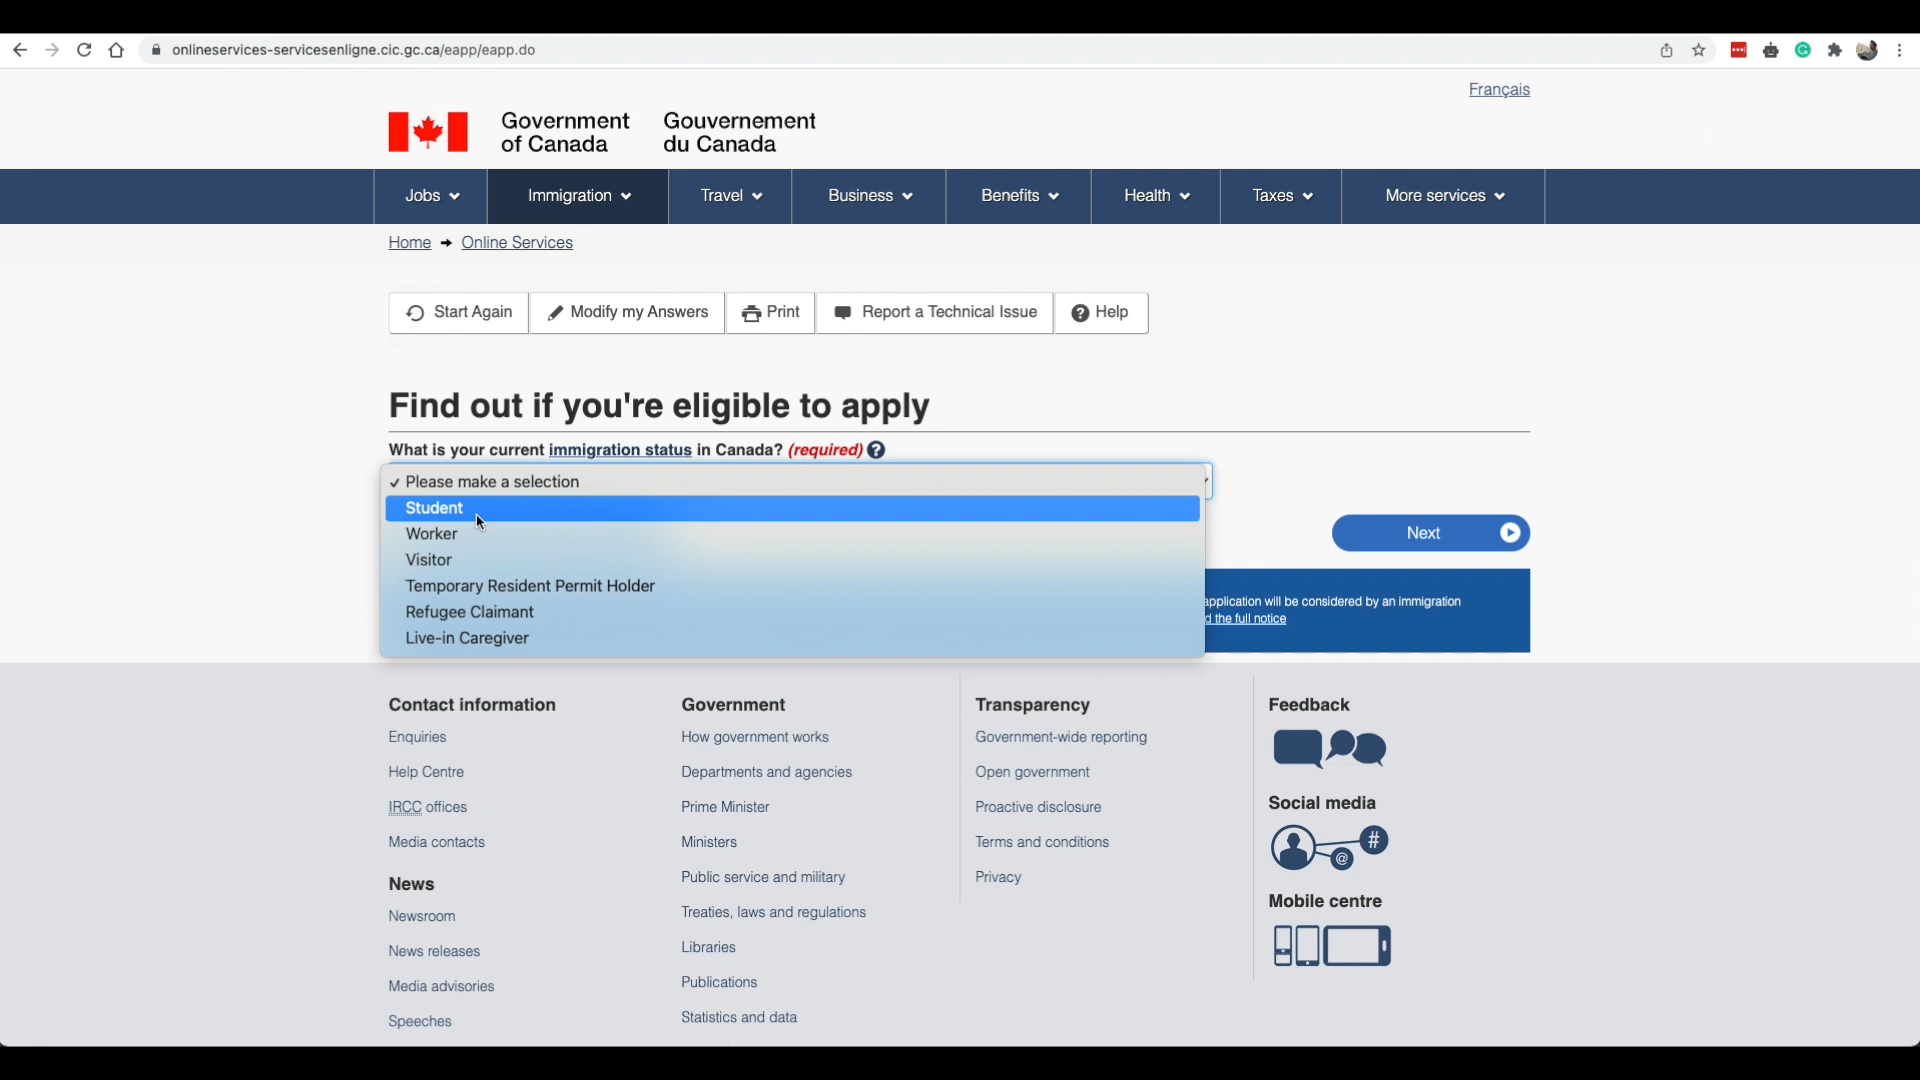 onlineservices-servicesenligne.cic.gc.ca/eapp/eapp.do
Français
Government Gouvernement
of Canada du Canada
Jobs Immigration Travel Business Benefits Health Taxes More services
Home Online Services
Start Again Modify my Answers Print Report a Technical Issue Help
Find out if you're eligible to apply
What is your current immigration status in Canada? (required)
Please make a selection
Student
Worker
Visitor
Temporary Resident Permit Holder
Refugee Claimant
Live-in Caregiver
Next
application will be considered by an immigration
d the full notice
Contact information
Enquiries
Help Centre
IRCC offices
Media contacts
News
Newsroom
News releases
Media advisories
Speeches
Government
How government works
Departments and agencies
Prime Minister
Ministers
Public service and military
Treaties, laws and regulations
Libraries
Publications
Statistics and data
Transparency
Government-wide reporting
Open government
Proactive disclosure
Terms and conditions
Privacy
Feedback
Social media
# @
Mobile centre